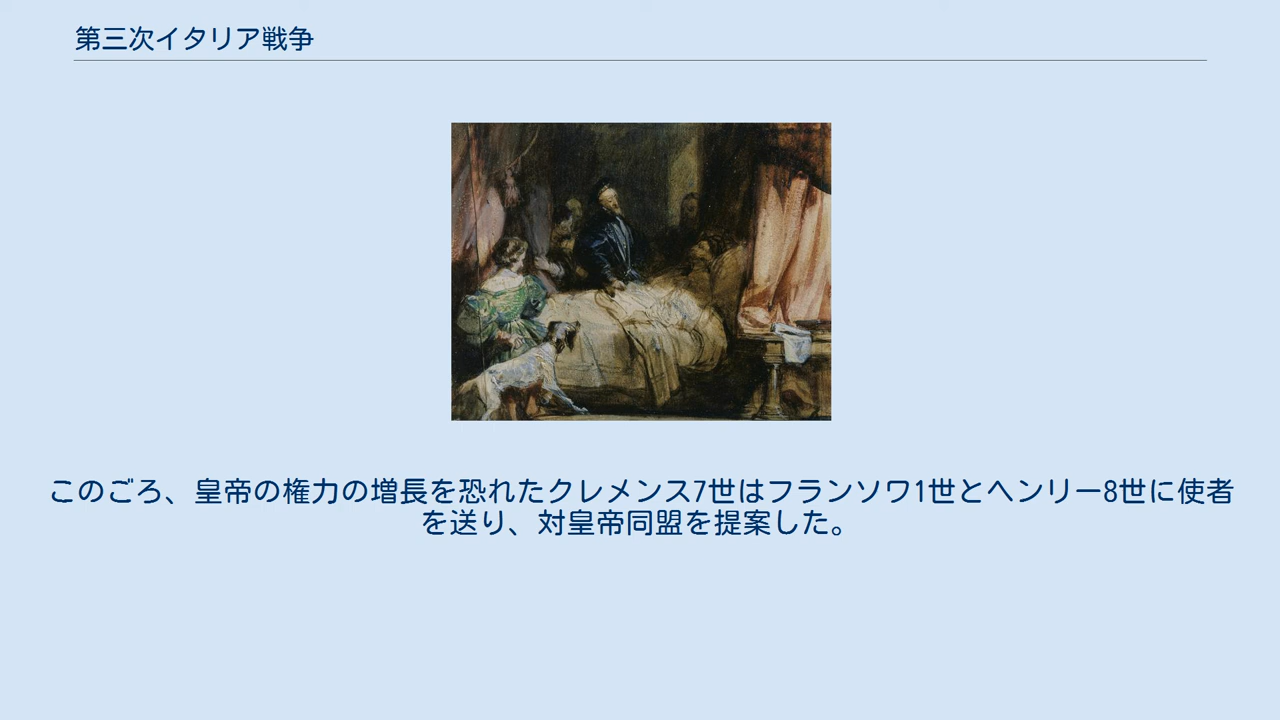 第三次イタリア戦争
このごろ、皇帝の権力の増長を恐れたクレメンス7世はフランソワ1世とヘンリー8世に使者
を送り、対皇帝同盟を提案した。